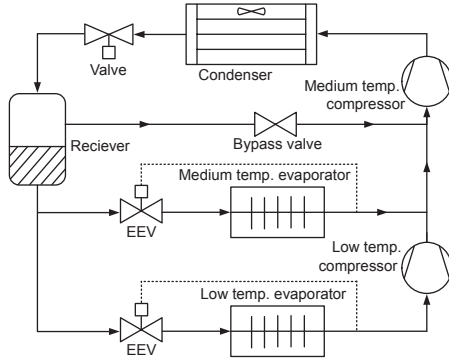 Valve
Condenser
Medium temp.
compressor
Reciever
Bypass valve
Medium temp. evaporator
EEV
Low temp.
compressor
Low temp. evaporator
EEV